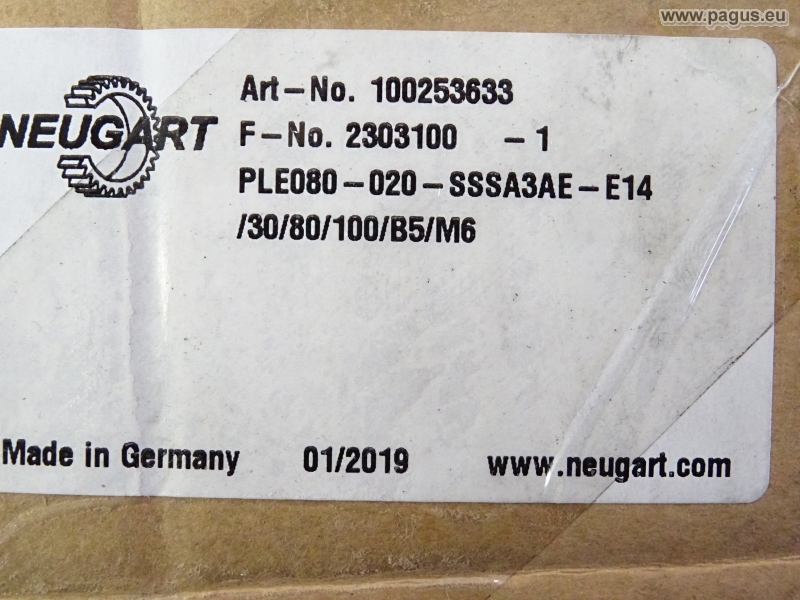 www.pagus.eu
NEUGART
Art-No. 100253633
F-No. 2303100 - 1
PLE080-020-SSSA3AE-E14
/30/80/100/B5/M6
Made in Germany 01/2019 www.neugart.com